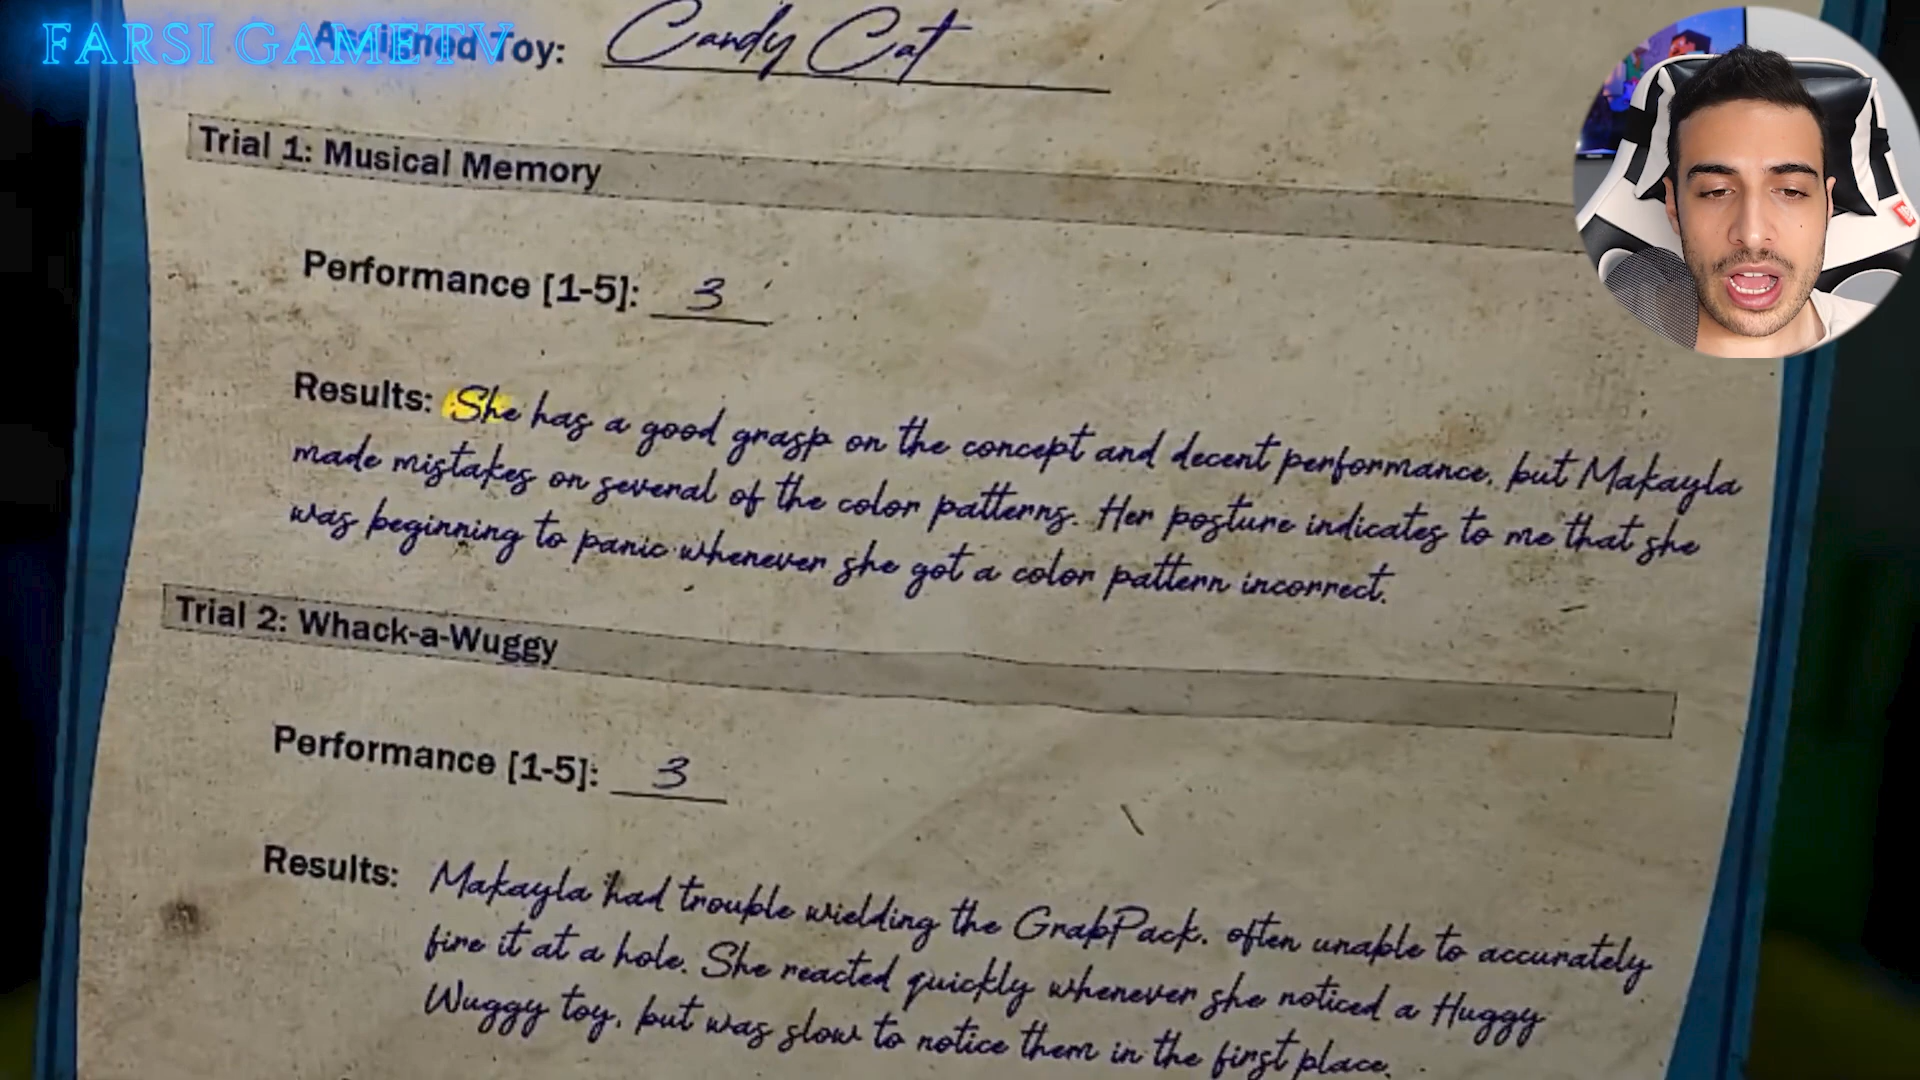 FARSI GAMETV
Assigned Toy: Candy Cat
Trial 1: Musical Memory
Performance [1-5]: 3
Results: She has a good grasp on the concept and decent performance, but Makayla
made mistakes on several of the color patterns. Her posture indicates to me that she
was beginning to panic whenever she got a color pattern incorrect.
Trial 2: Whack-a-Wuggy
Performance [1-5]: 3
Results: Makayla had trouble wielding the GrabPack, often unable to accurately
fire it at a hole. She reacted quickly whenever she noticed a Huggy
Wuggy toy, but was slow to notice them in the first place.